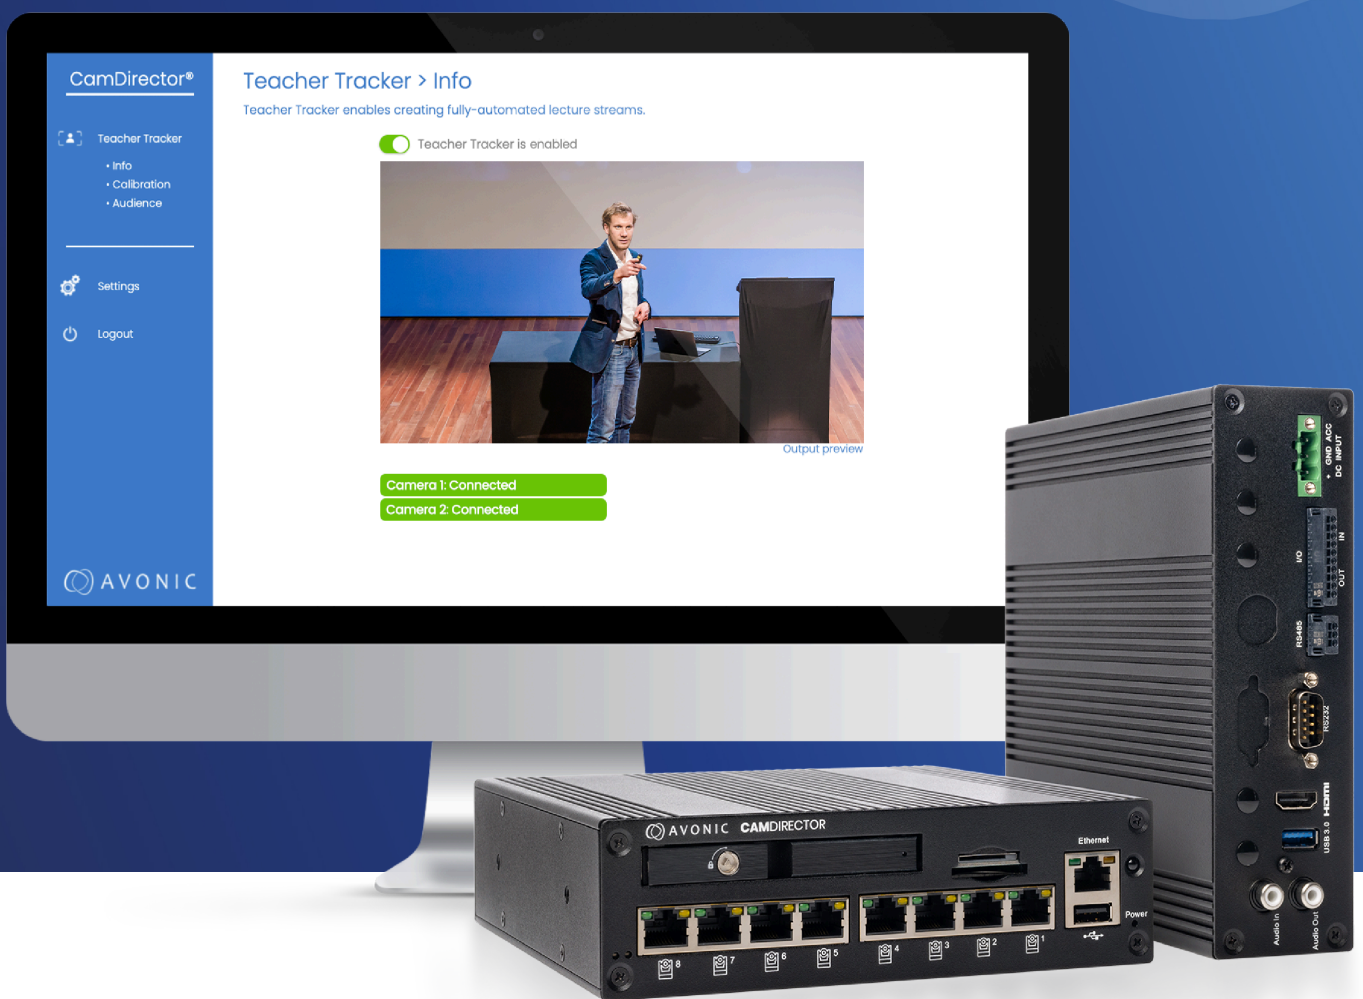 CamDirector®
Teacher Tracker
• Info
• Calibration
• Audience
Settings
Logout
AVONIC
Teacher Tracker > Info
Teacher Tracker enables creating fully-automated lecture streams.
Teacher Tracker is enabled
Output preview
Camera 1: Connected
Camera 2: Connected
AVONIC CAMDIRECTOR
Ethernet
Power
8 7 6 5 4 3 2 1
+ GND ACC
DC INPUT
I/O
IN
OUT
RS485
RS232
HDMI
USB 3.0
Audio In
Audio Out